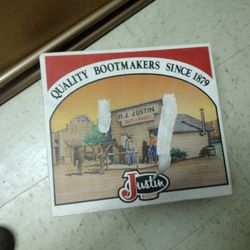 QUALITY BOOTMAKERS SINCE 1879
H.J. JUSTIN
Justin
BOOTS